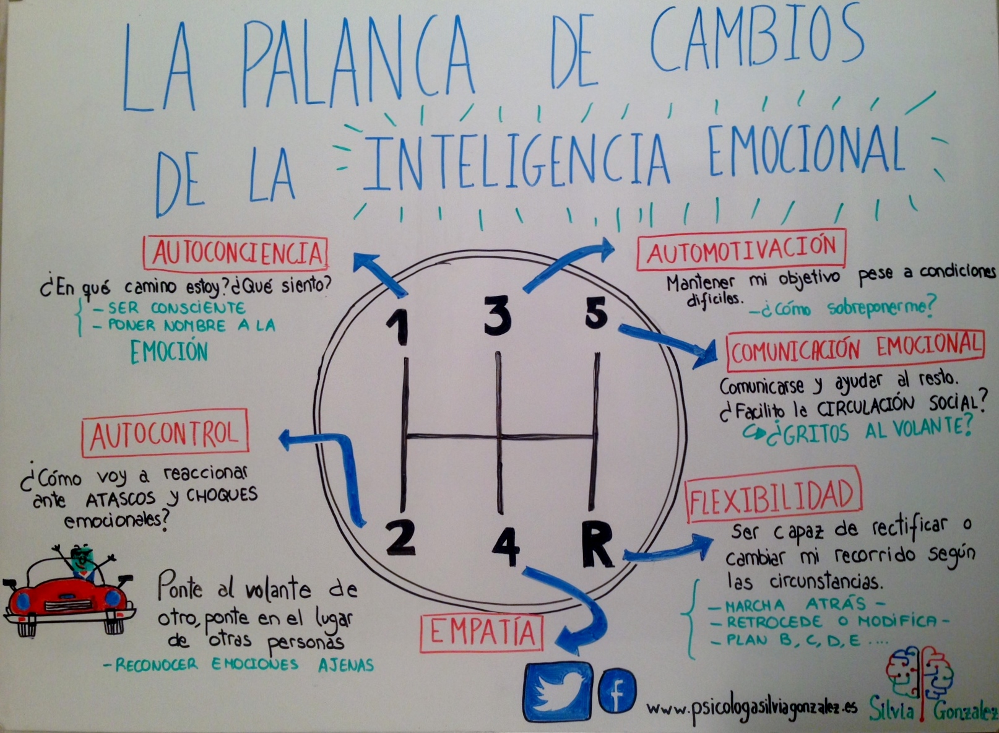 LA PALANCA DE CAMBIOS
DE LA INTELIGENCIA EMOCIONAL
AUTOCONCIENCIA
¿En qué camino estoy? ¿Qué siento?
- SER CONSCIENTE
- PONER NOMBRE A LA
EMOCIÓN
AUTOMOTIVACIÓN
Mantener mi objetivo pese a condiciones
dificiles.
- ¿Cómo sobreponerme?
1 3 5
COMUNICACIÓN EMOCIONAL
Comunicarse y ayudar al resto.
¿Facilito la CIRCULACIÓN SOCIAL?
¿GRITOS AL VOLANTE?
AUTOCONTROL
¿Cómo voy a reaccionar
ante ATASCOS y CHOQUES
emocionales?
2 4 R
FLEXIBILIDAD
Ser capaz de rectificar o
cambiar mi recorrido según
las circunstancias.
- MARCHA ATRÁS -
- RETROCEDE O MODIFICA -
- PLAN B, C, D, E ....
EMPATÍA
Ponte al volante de
otro, ponte en el lugar
de otras personas
- RECONOCER EMOCIONES AJENAS
f
www.psicologasilviagonzalez.es
Silvia Gonzalez